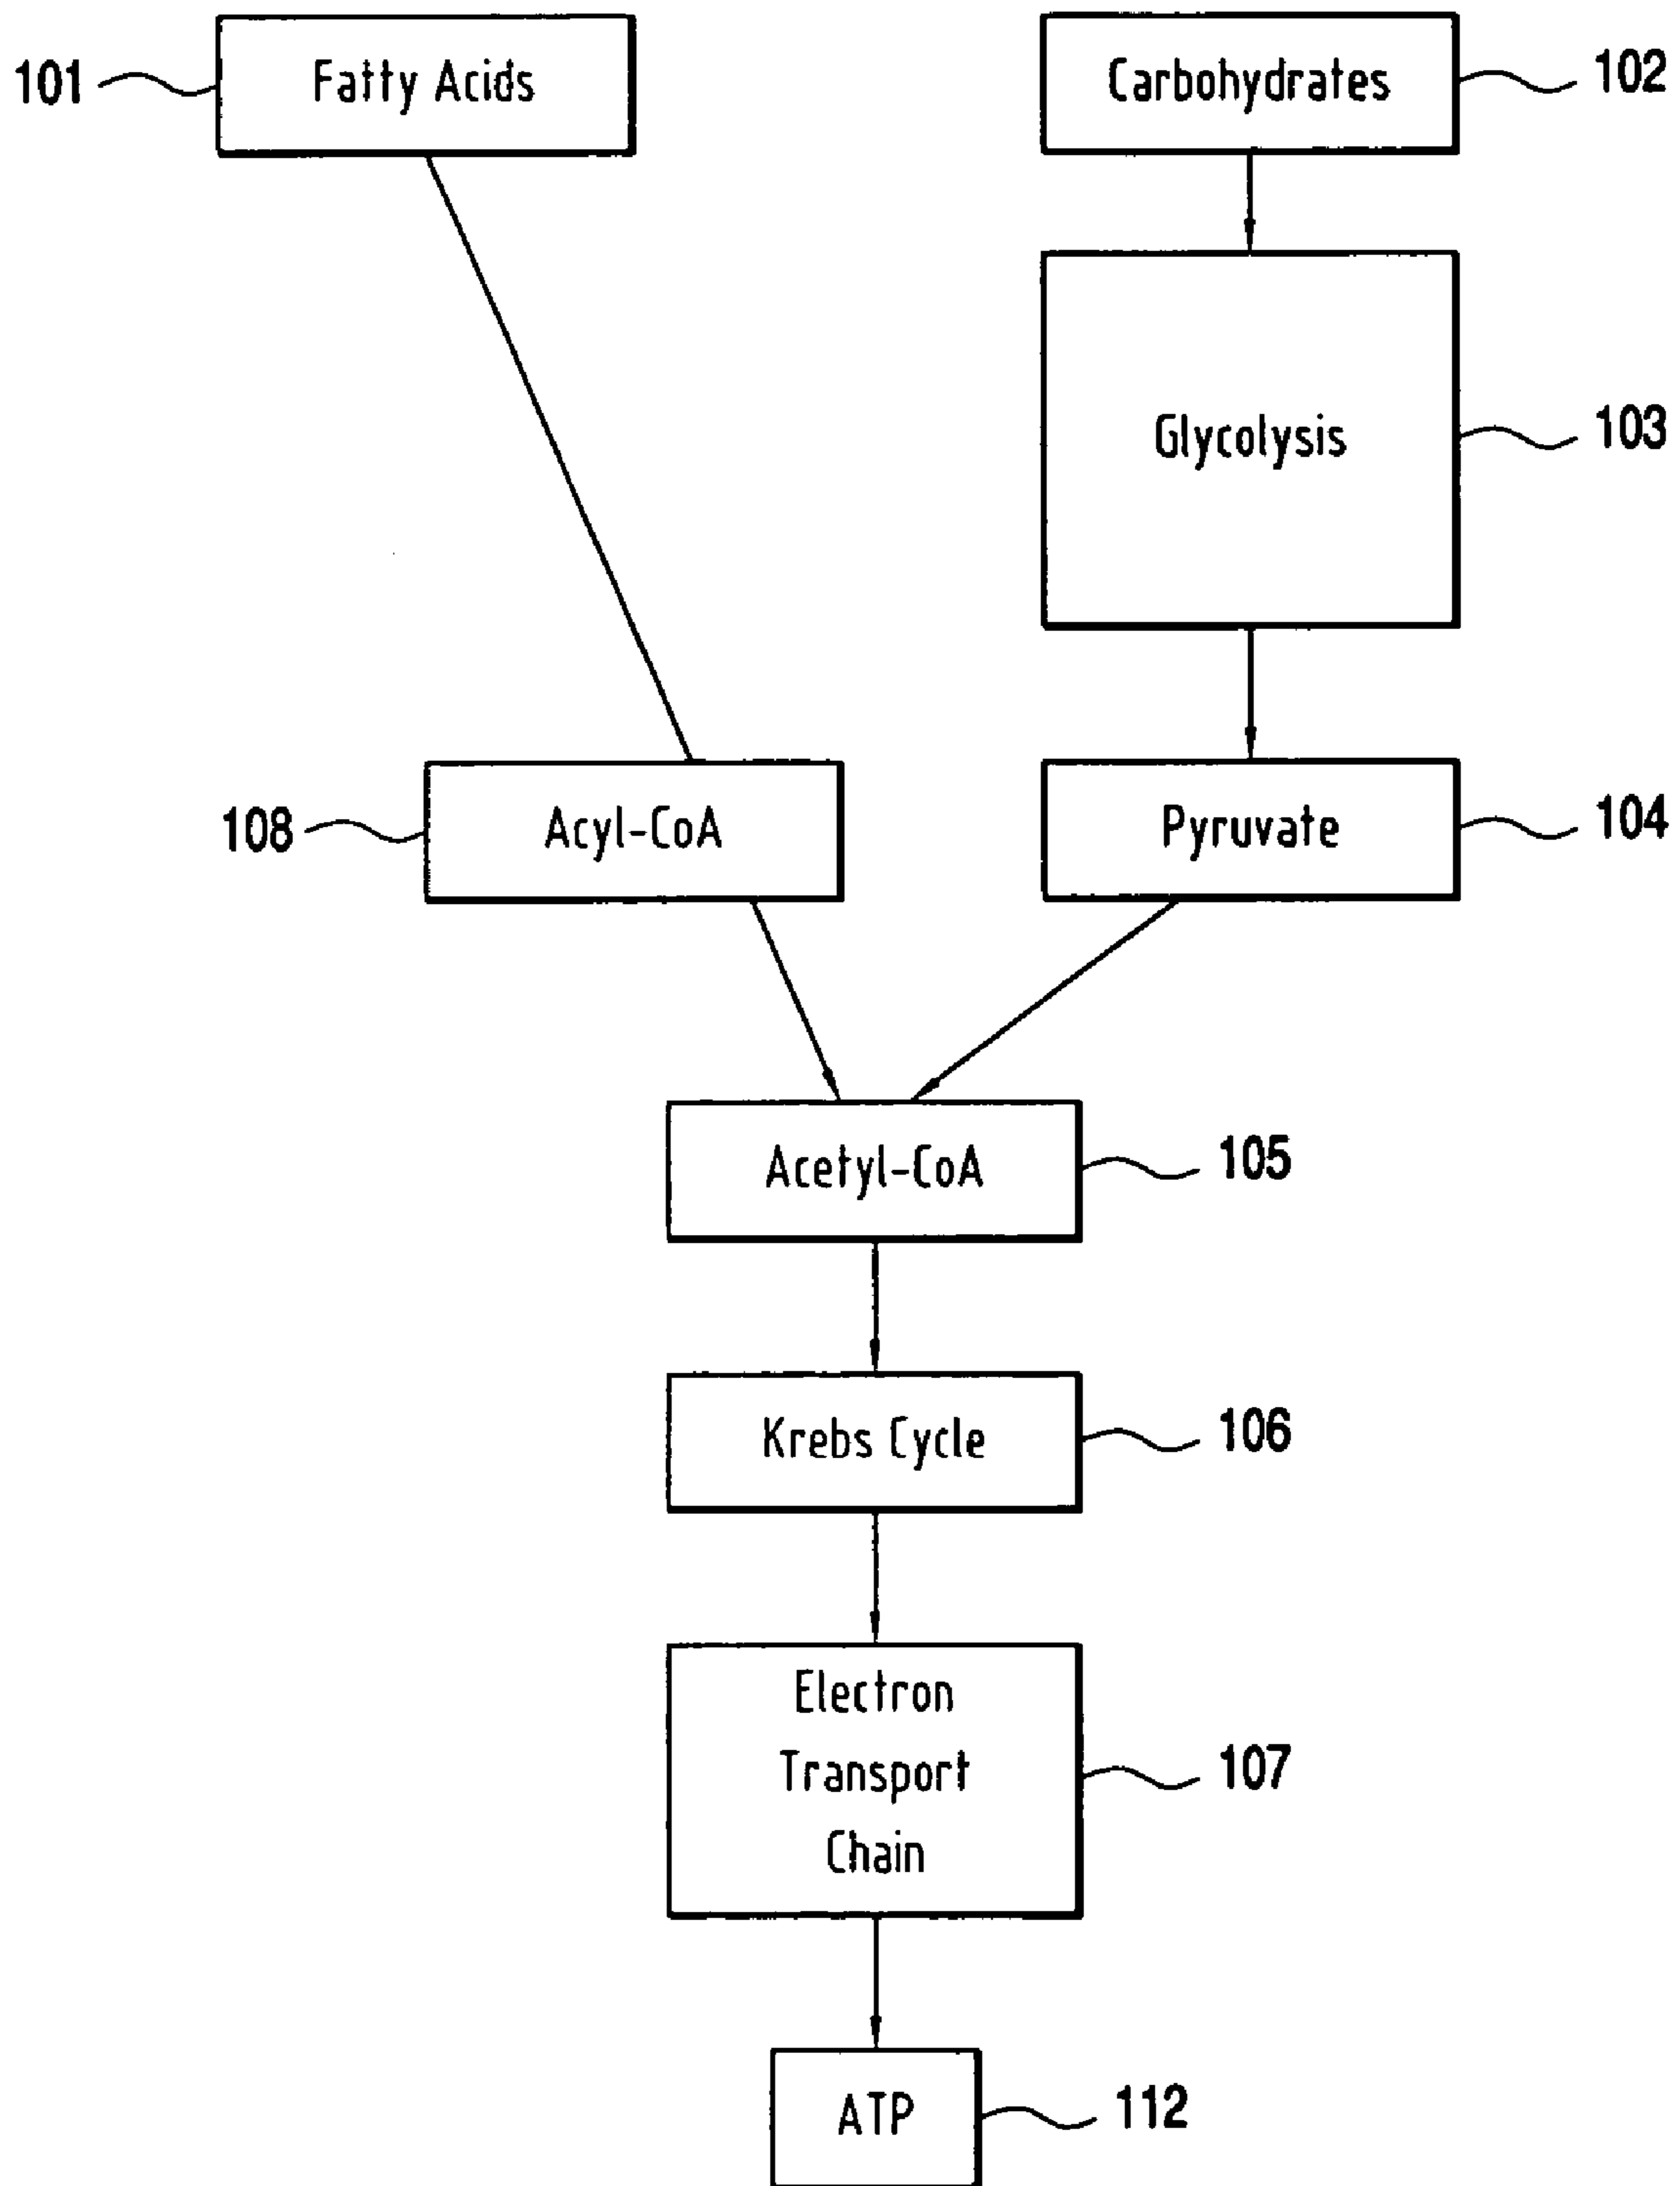 101
Fatty Acids
Carbohydrates
102
Glycolysis
103
108
Acyl-CoA
Pyruvate
104
Acetyl-CoA
105
Krebs Cycle
106
Electron
Transport
Chain
107
ATP
112